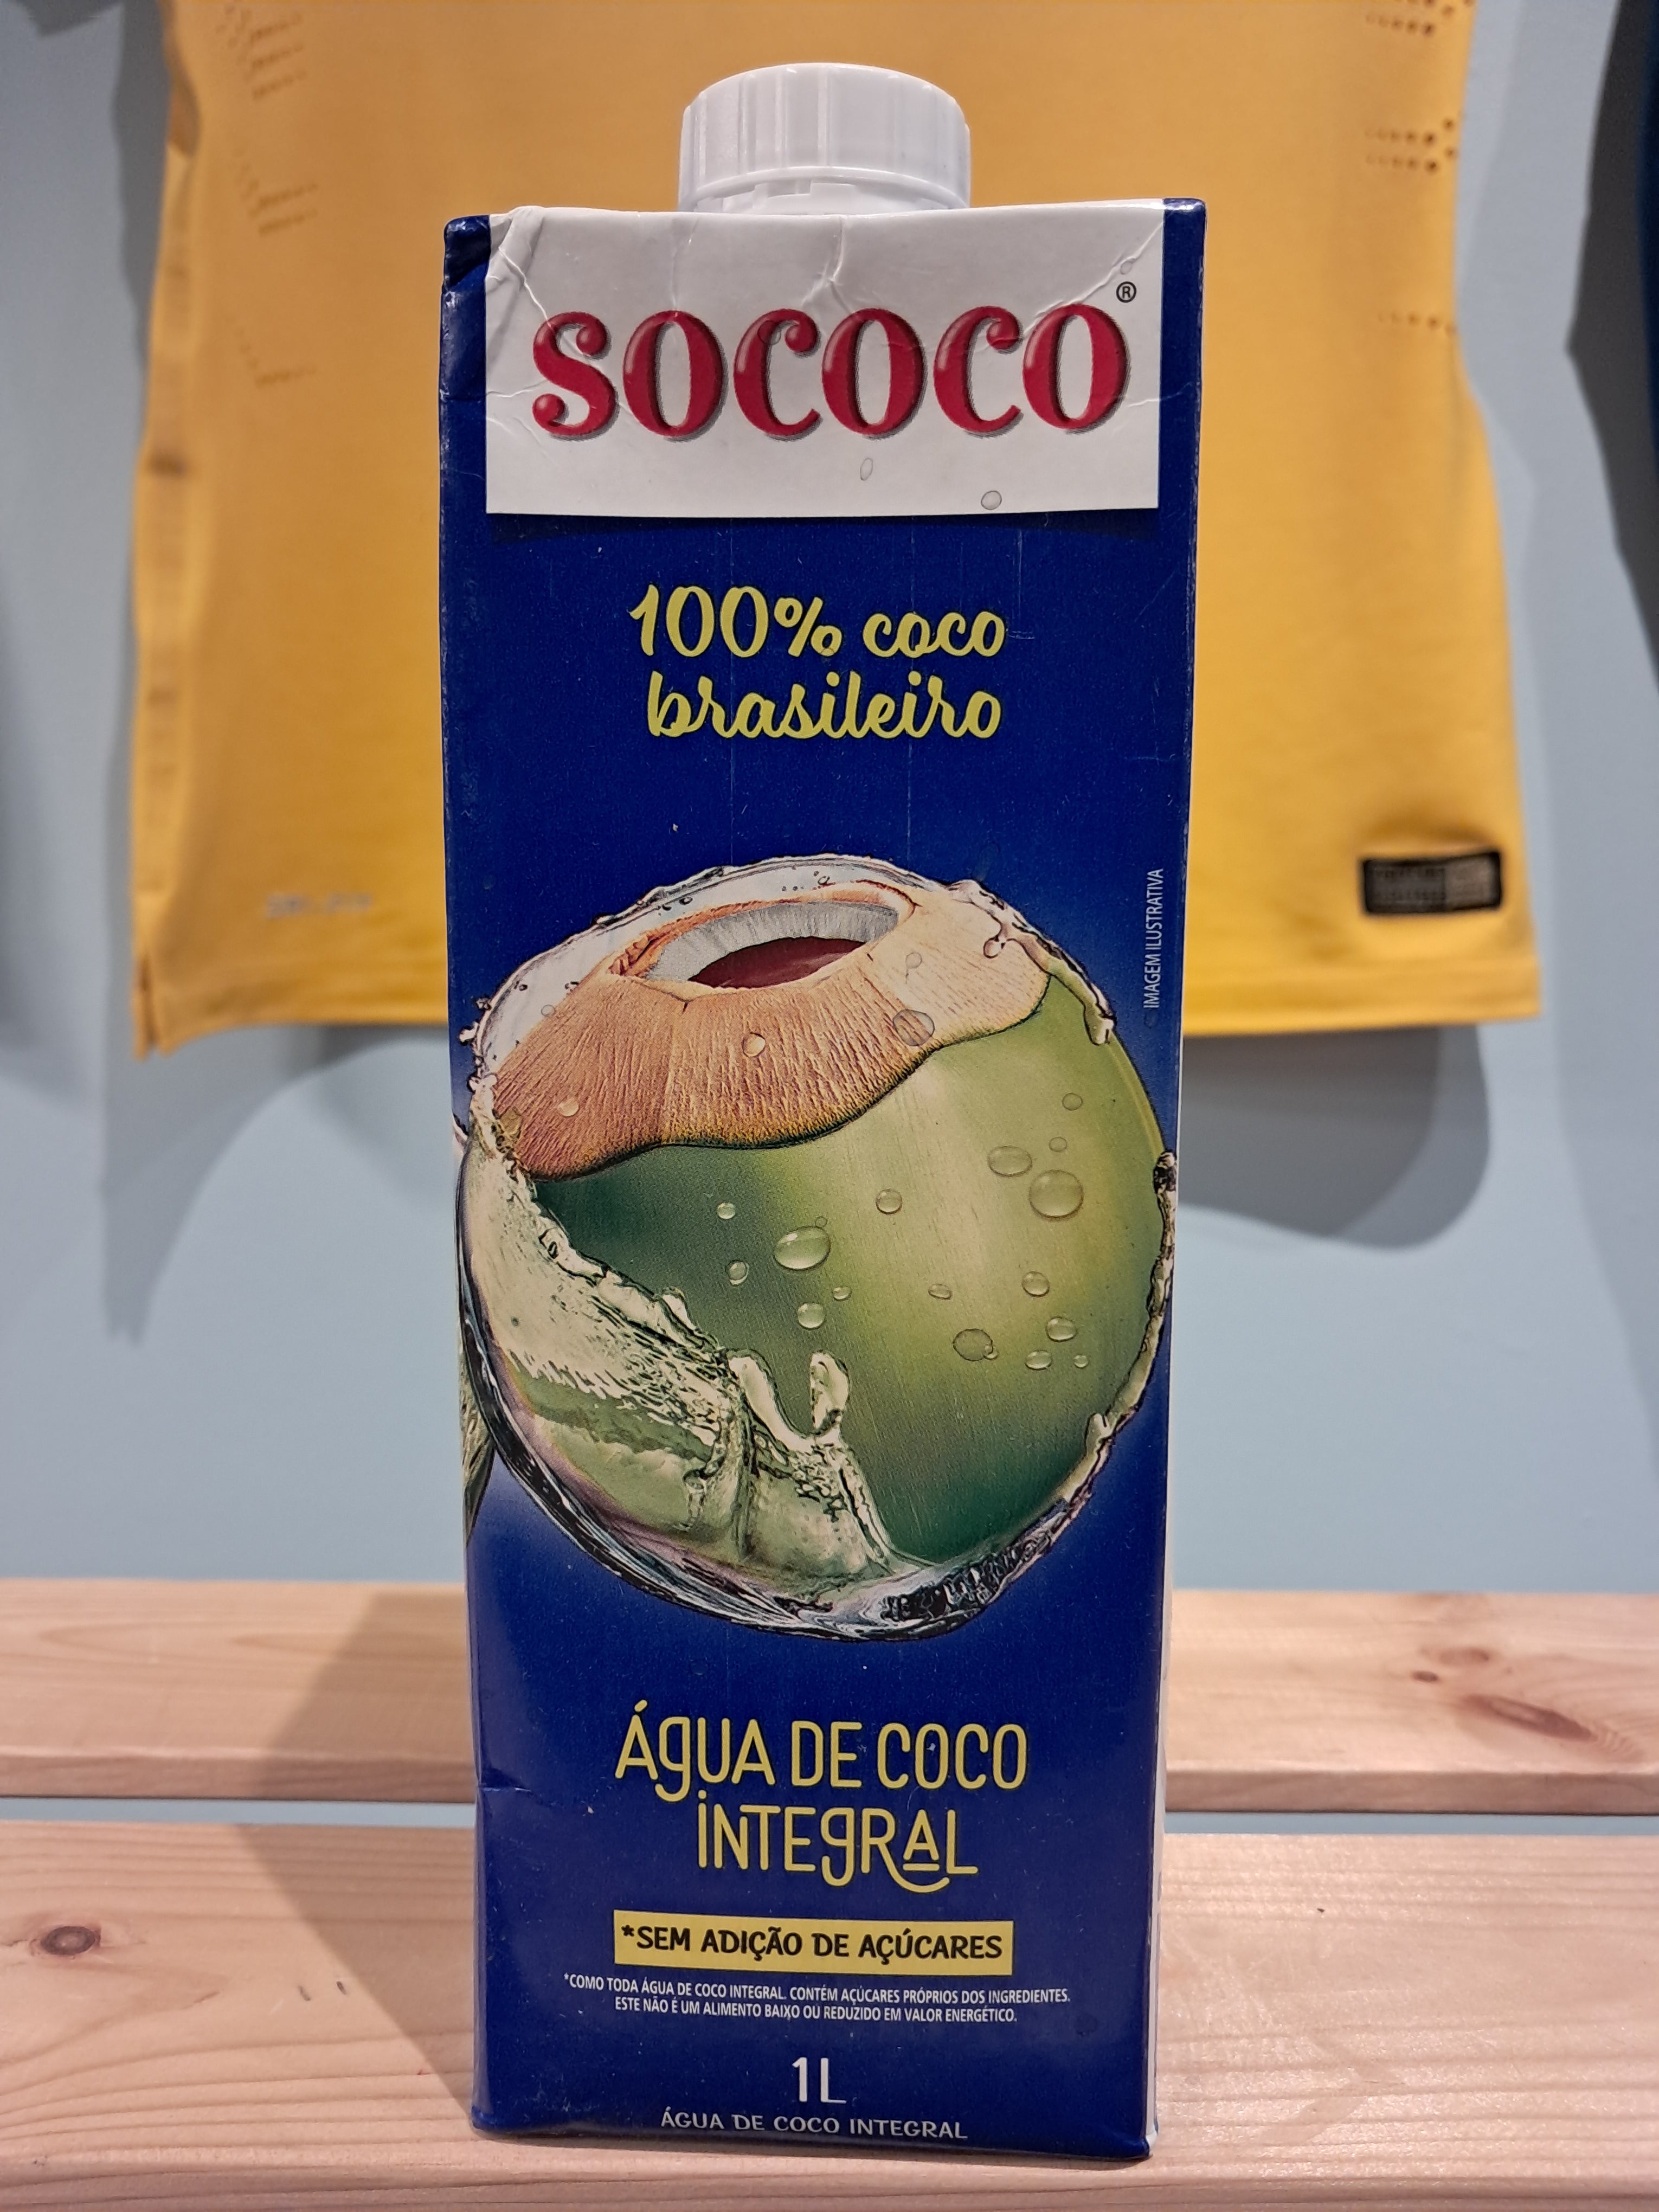 SOCOCO®
100% coco
brasileiro
IMAGEM ILUSTRATIVA
ÁGUA DE COCO
INTEGRAL
*SEM ADIÇÃO DE AÇÚCARES
*COMO TODA ÁGUA DE COCO INTEGRAL. CONTÉM AÇÚCARES PRÓPRIOS DOS INGREDIENTES.
ESTE NÃO É UM ALIMENTO BAIXO OU REDUZIDO EM VALOR ENERGÉTICO.
1L
ÁGUA DE COCO INTEGRAL